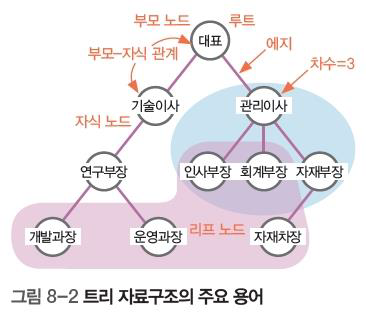 부모 노드
루트
대표
부모-자식 관계
에지
차수=3
기술이사
관리이사
자식 노드
연구부장
인사부장
회계부장
자재부장
개발과장
운영과장
리프 노드
자재차장
그림 8-2 트리 자료구조의 주요 용어